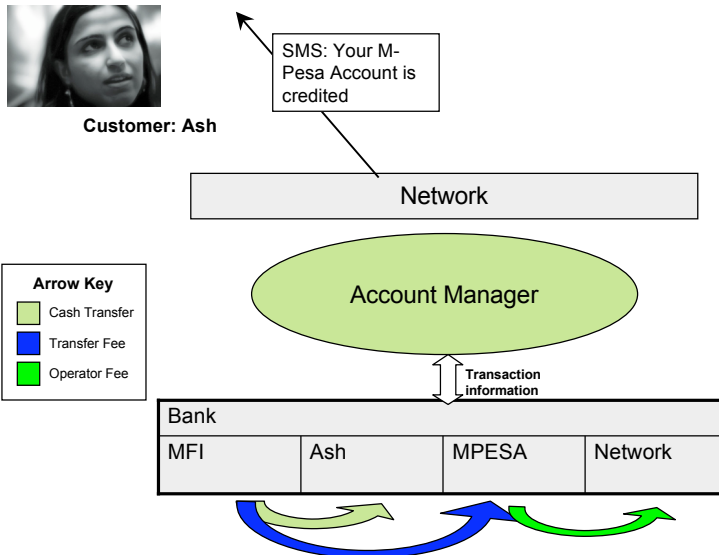 SMS: Your M-
Pesa Account is
credited
Customer: Ash
Network
Account Manager
Arrow Key
Cash Transfer
Transfer Fee
Operator Fee
Transaction
information
Bank
MFI
Ash
MPESA
Network